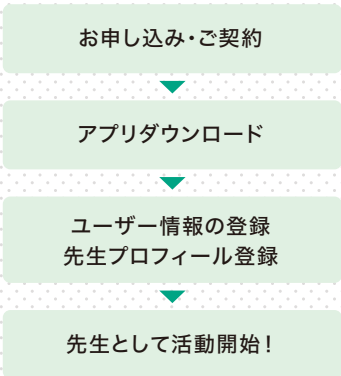 お申し込み・ご契約
アプリダウンロード
ユーザー情報の登録
先生プロフィール登録
先生として活動開始！